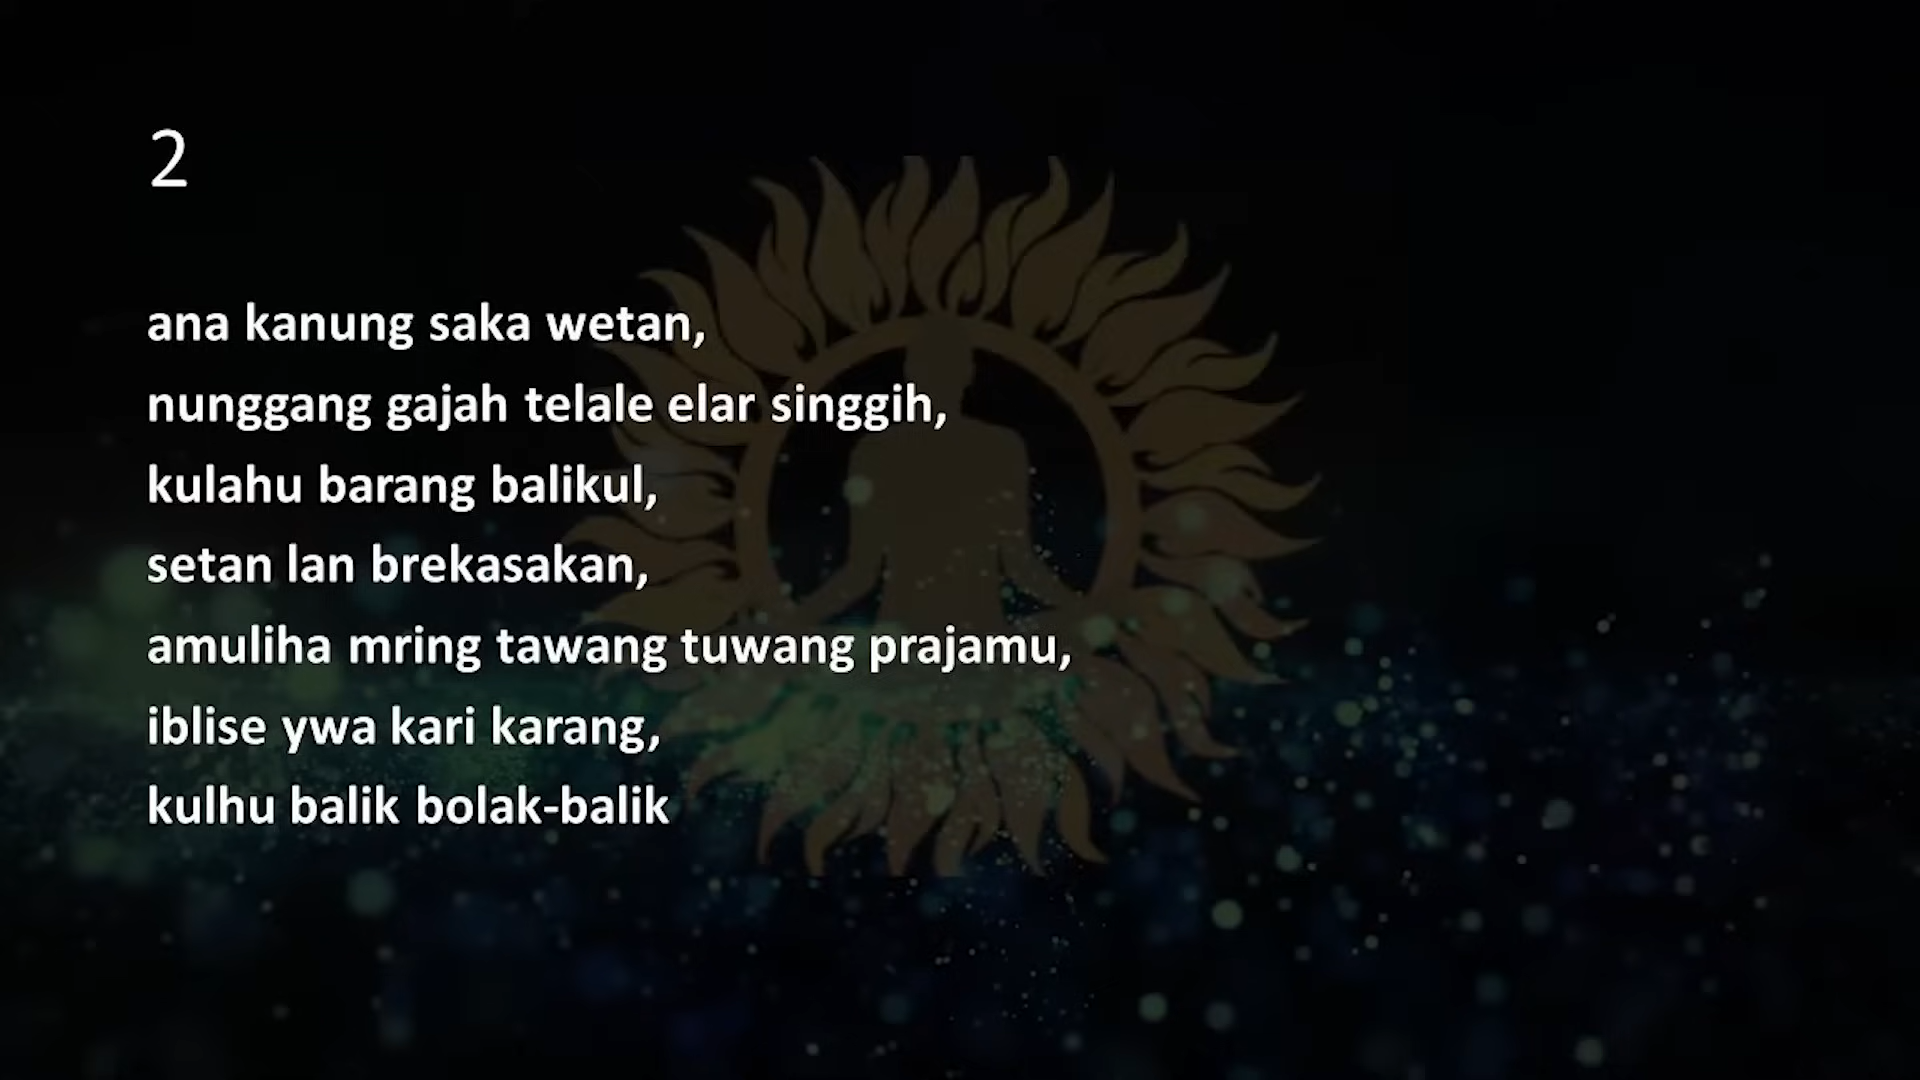 2
ana kanung saka wetan,
nunggang gajah telale elar singgih,
kulahu barang balikul,
setan lan brekasakan,
amuliha mring tawang tuwang prajamu,
iblise ywa kari karang,
kulhu balik bolak-balik